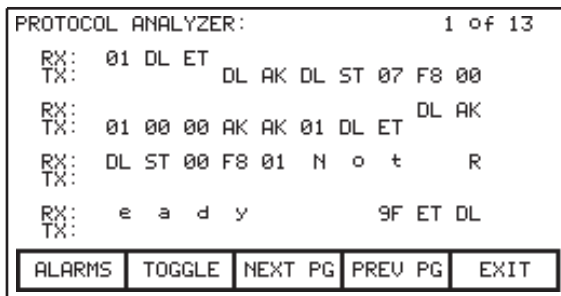 PROTOCOL ANALYZER: 1 of 13
RX: 01 DL ET
TX: DL AK DL ST 07 F8 00
RX: DL AK
TX: 01 00 00 AK AK 01 DL ET
RX: DL ST 00 F8 01 N o t R
TX:
RX: e a d y 9F ET DL
TX:
ALARMS TOGGLE NEXT PG PREV PG EXIT